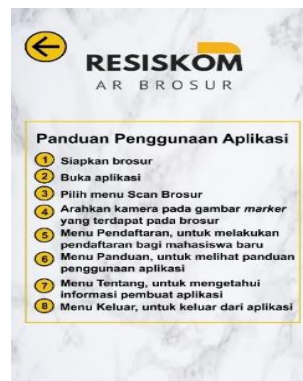 RESISKOM
AR BROSUR
Panduan Penggunaan Aplikasi
1 Siapkan brosur
2 Buka aplikasi
3 Pilih menu Scan Brosur
4 Arahkan kamera pada gambar marker
yang terdapat pada brosur
5 Menu Pendaftaran, untuk melakukan
pendaftaran bagi mahasiswa baru
6 Menu Panduan, untuk melihat panduan
penggunaan aplikasi
7 Menu Tentang, untuk mengetahui
informasi pembuat aplikasi
8 Menu Keluar, untuk keluar dari aplikasi